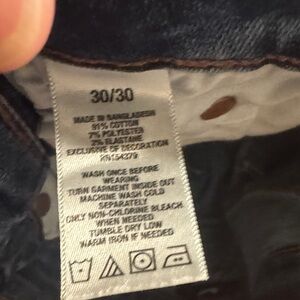 30/30
MADE IN BANGLADESH
91% COTTON
7% POLYESTER
2% ELASTANE
EXCLUSIVE OF DECORATION
RN154379
WASH ONCE BEFORE
WEARING
TURN GARMENT INSIDE OUT
MACHINE WASH COLD
SEPARATELY
ONLY NON-CHLORINE BLEACH
WHEN NEEDED
TUMBLE DRY LOW
WARM IRON IF NEEDED